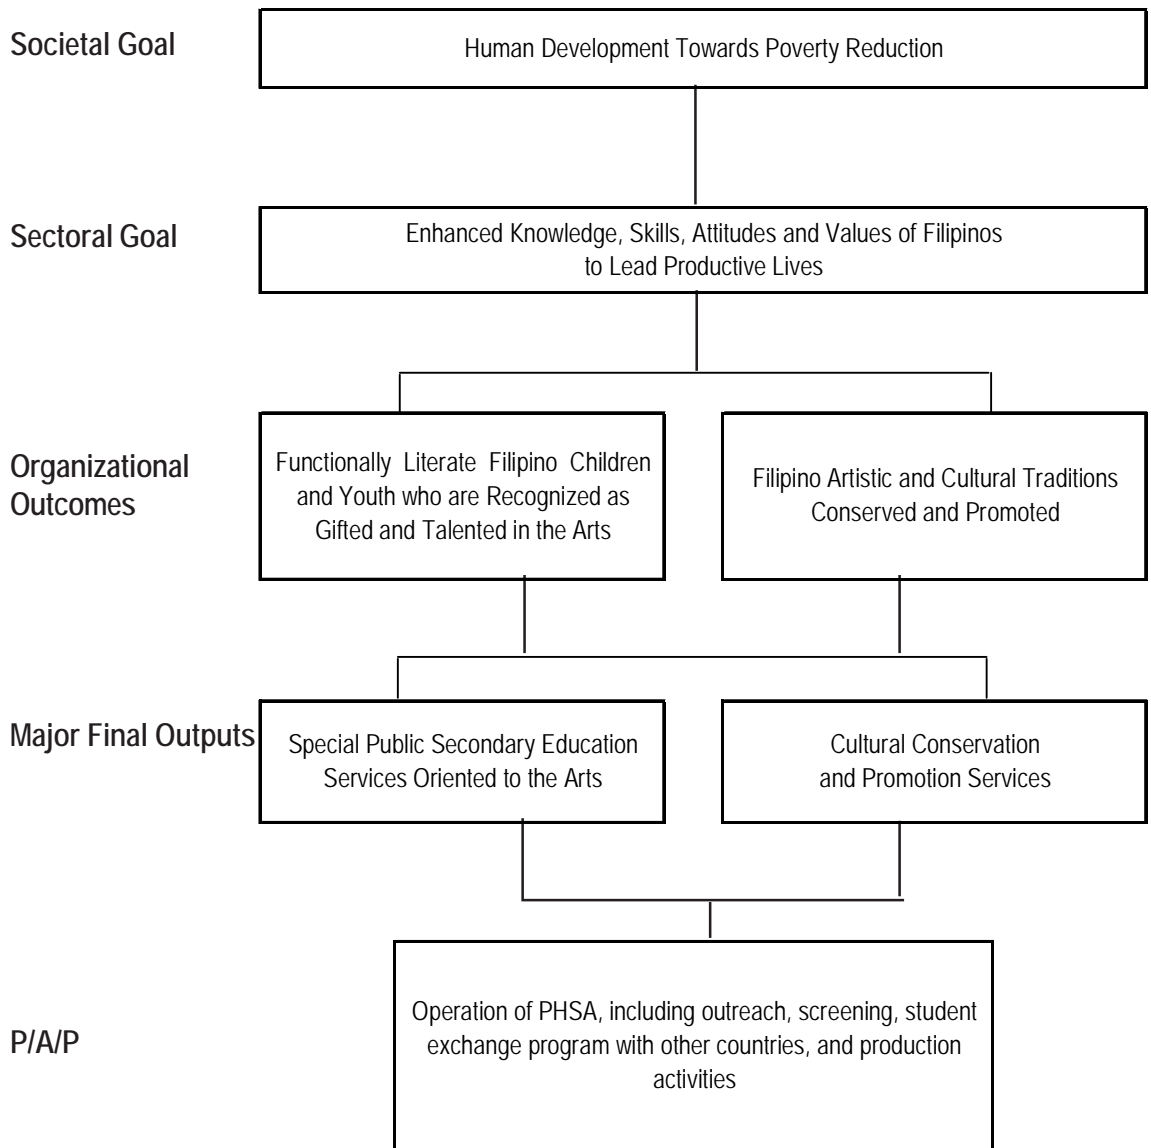 Societal Goal
Human Development Towards Poverty Reduction
Sectoral Goal
Enhanced Knowledge, Skills, Attitudes and Values of Filipinos
to Lead Productive Lives
Organizational
Outcomes
Functionally Literate Filipino Children
and Youth who are Recognized as
Gifted and Talented in the Arts
Filipino Artistic and Cultural Traditions
Conserved and Promoted
Major Final Outputs
Special Public Secondary Education
Services Oriented to the Arts
Cultural Conservation
and Promotion Services
P/A/P
Operation of PHSA, including outreach, screening, student
exchange program with other countries, and production
activities